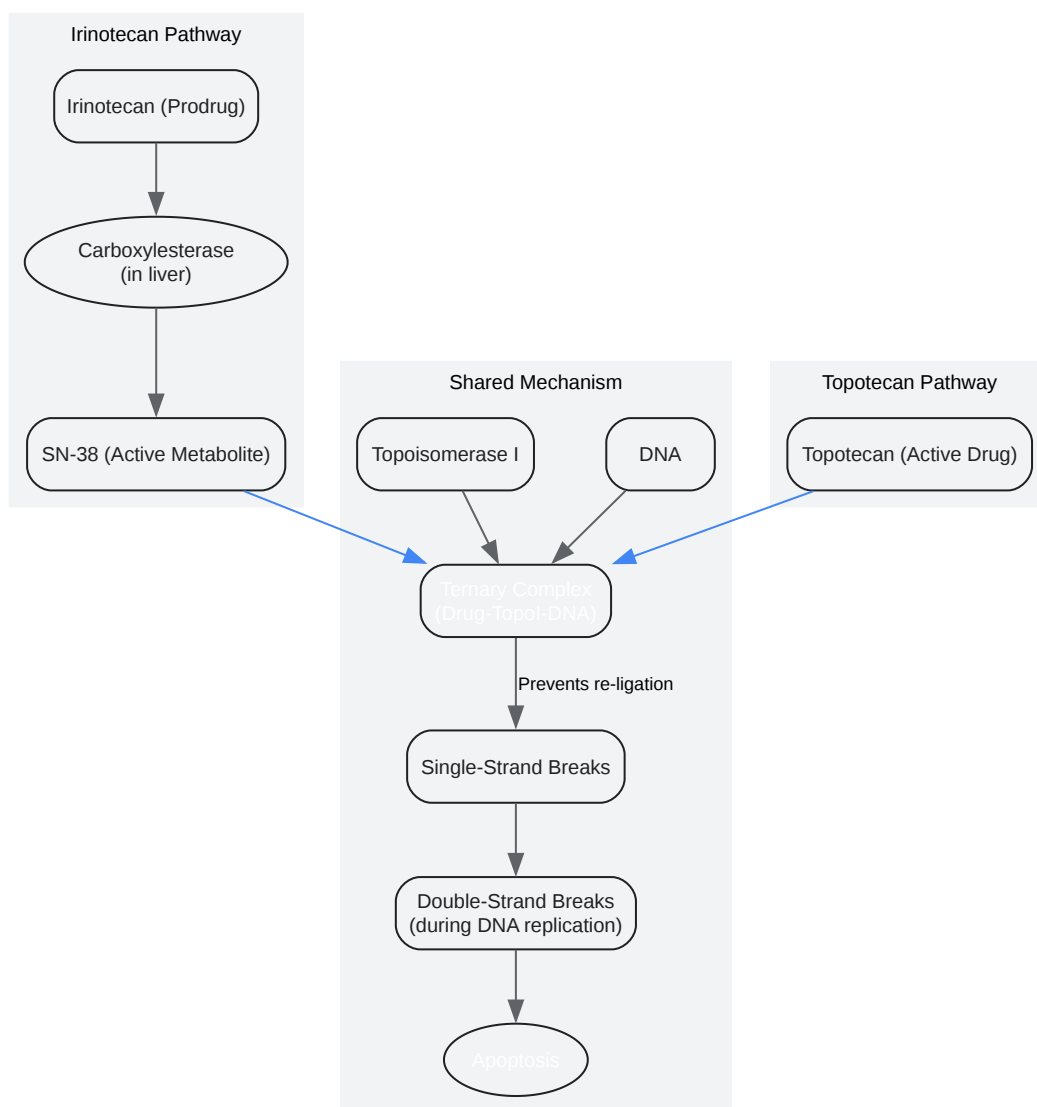 Irinotecan Pathway
Irinotecan (Prodrug)
Carboxylesterase
(in liver)
SN-38 (Active Metabolite)
Shared Mechanism
Topoisomerase I
DNA
Topotecan Pathway
Topotecan (Active Drug)
Ternary Complex
(Drug-TopoI-DNA)
Prevents re-ligation
Single-Strand Breaks
Double-Strand Breaks
(during DNA replication)
Apoptosis